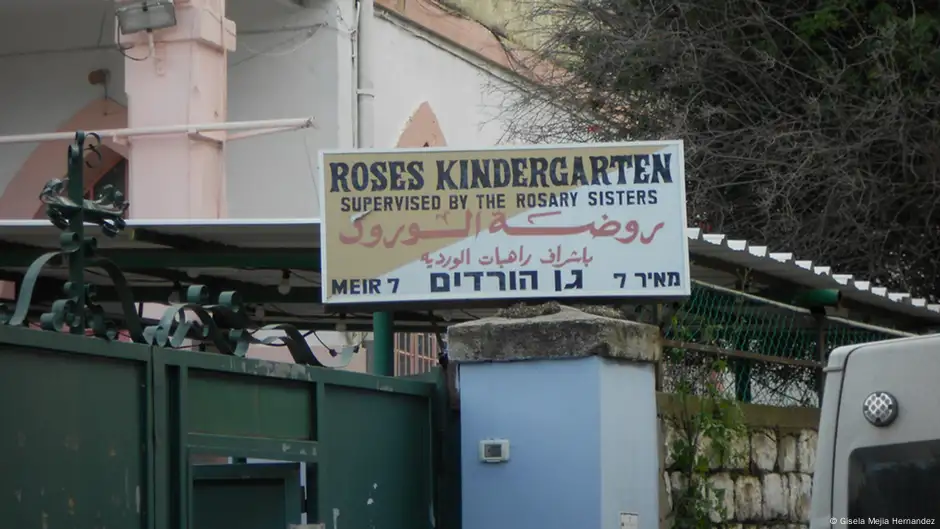 ROSES KINDERGARTEN
SUPERVISED BY THE ROSARY SISTERS
روضة الورود
باشراف راهبات الورديه
MEIR 7 גן הורדים מאיר 7
© Gisela Mejia Hernandez